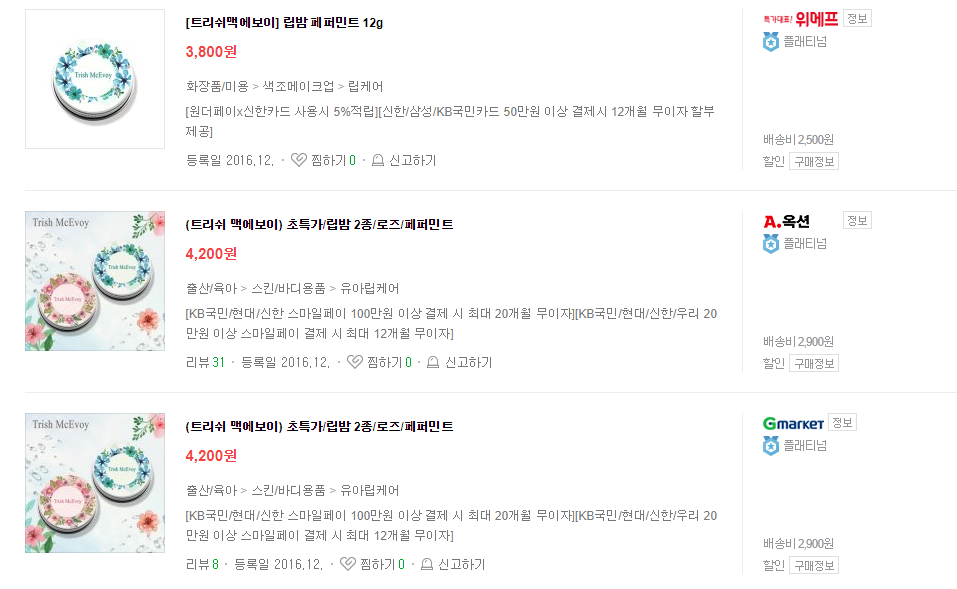 [트리쉬맥에보이] 립밤 페퍼민트 12g
3,800원
화장품/미용 > 색조메이크업 > 립케어
[원더페이x신한카드 사용시 5%적립][신한/삼성/KB국민카드 50만원 이상 결제시 12개월 무이자 할부
제공]
등록일 2016.12. · 찜하기 0 · 신고하기
Trish McEvoy
특가대표! 위메프 정보
플래티넘
배송비 2,500원
할인 구매정보
Trish McEvoy
Trish McEvoy
Trish McEvoy
(트리쉬 맥에보이) 초특가/립밤 2종/로즈/페퍼민트
4,200원
출산/육아 > 스킨/바디용품 > 유아립케어
[KB국민/현대/신한 스마일페이 100만원 이상 결제 시 최대 20개월 무이자][KB국민/현대/신한/우리 20
만원 이상 스마일페이 결제 시 최대 12개월 무이자]
리뷰 31 · 등록일 2016.12. · 찜하기 0 · 신고하기
A.옥션 정보
플래티넘
배송비 2,900원
할인 구매정보
Trish McEvoy
Trish McEvoy
Trish McEvoy
(트리쉬 맥에보이) 초특가/립밤 2종/로즈/페퍼민트
4,200원
출산/육아 > 스킨/바디용품 > 유아립케어
[KB국민/현대/신한 스마일페이 100만원 이상 결제 시 최대 20개월 무이자][KB국민/현대/신한/우리 20
만원 이상 스마일페이 결제 시 최대 12개월 무이자]
리뷰 8 · 등록일 2016.12. · 찜하기 0 · 신고하기
Gmarket 정보
플래티넘
배송비 2,900원
할인 구매정보